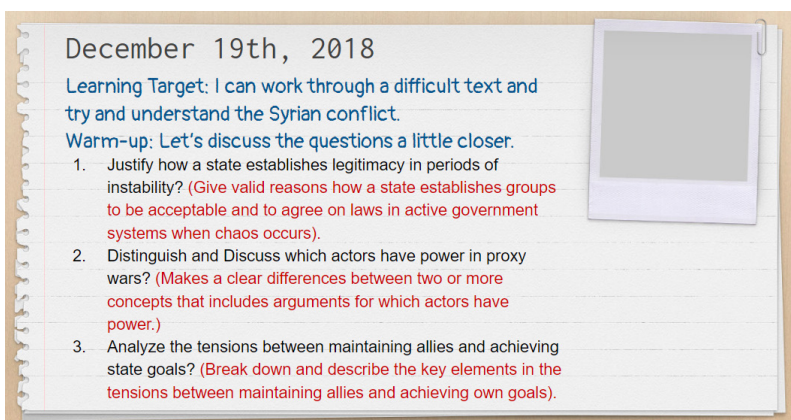 December 19th, 2018
Learning Target: I can work through a difficult text and
try and understand the Syrian conflict.
Warm-up: Let's discuss the questions a little closer.
1. Justify how a state establishes legitimacy in periods of
instability? (Give valid reasons how a state establishes groups
to be acceptable and to agree on laws in active government
systems when chaos occurs).
2. Distinguish and Discuss which actors have power in proxy
wars? (Makes a clear differences between two or more
concepts that includes arguments for which actors have
power.)
3. Analyze the tensions between maintaining allies and achieving
state goals? (Break down and describe the key elements in the
tensions between maintaining allies and achieving own goals).